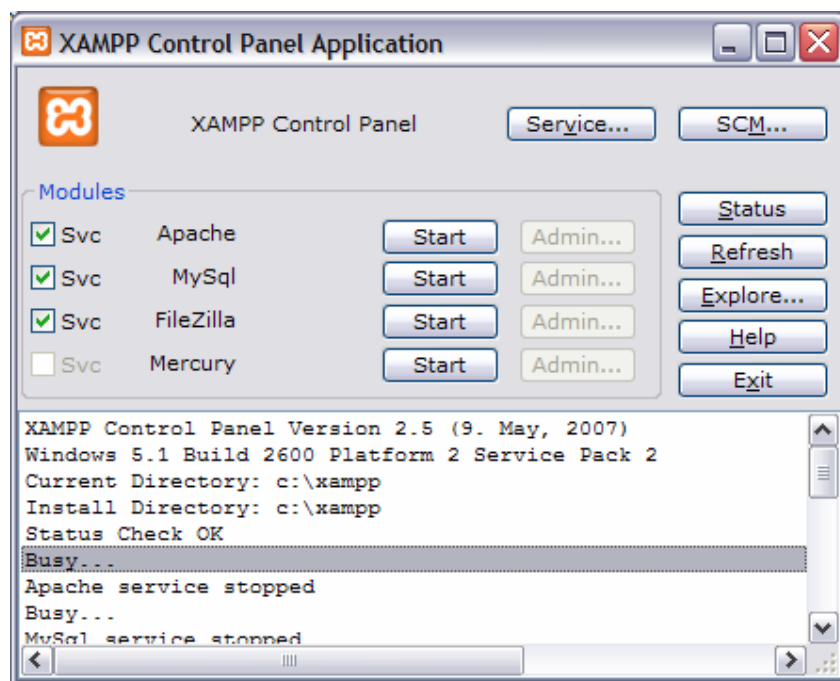 XAMPP Control Panel Application
XAMPP Control Panel Service... SCM...
Modules
Svc Apache Start Admin...
Svc MySql Start Admin...
Svc FileZilla Start Admin...
Svc Mercury Start Admin...
Status
Refresh
Explore...
Help
Exit
XAMPP Control Panel Version 2.5 (9. May, 2007)
Windows 5.1 Build 2600 Platform 2 Service Pack 2
Current Directory: c:\xampp
Install Directory: c:\xampp
Status Check OK
Busy...
Apache service stopped
Busy...
MySql service stopped